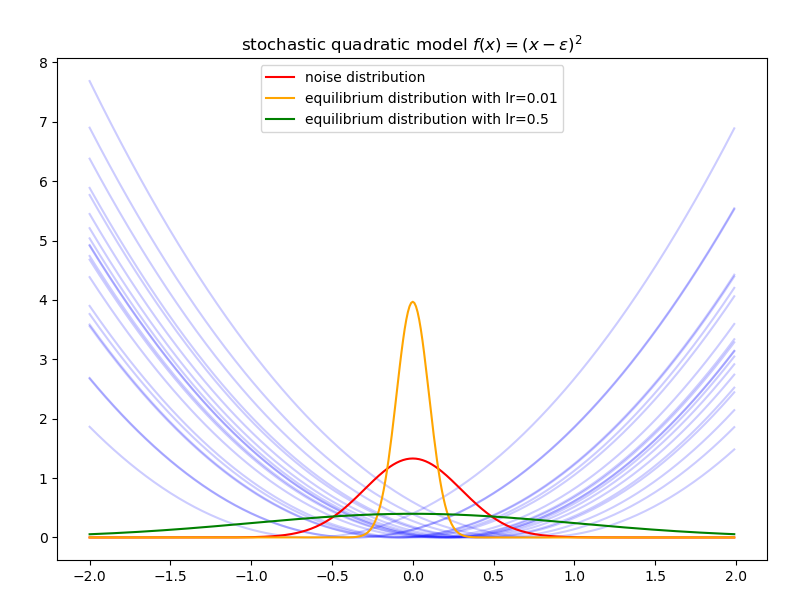 stochastic quadratic model f(x) = (x − ε)²
8
7
6
5
4
3
2
1
0
noise distribution
equilibrium distribution with lr=0.01
equilibrium distribution with lr=0.5
−2.0 −1.5 −1.0 −0.5 0.0 0.5 1.0 1.5 2.0